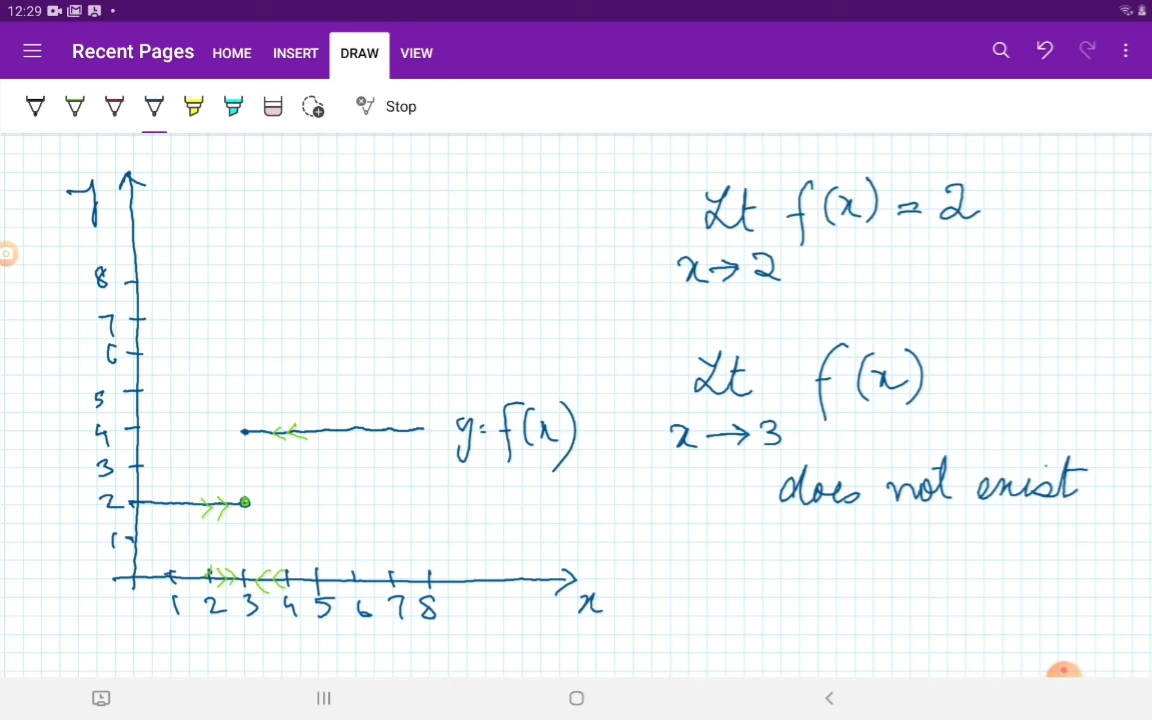 12:29
Recent Pages HOME INSERT DRAW VIEW
Stop
y
8
7
6
5
4
3
2
1
1 2 3 4 5 6 7 8
x
y=f(x)
Lt f(x) = 2
x→2
Lt f(x)
x→3
does not exist